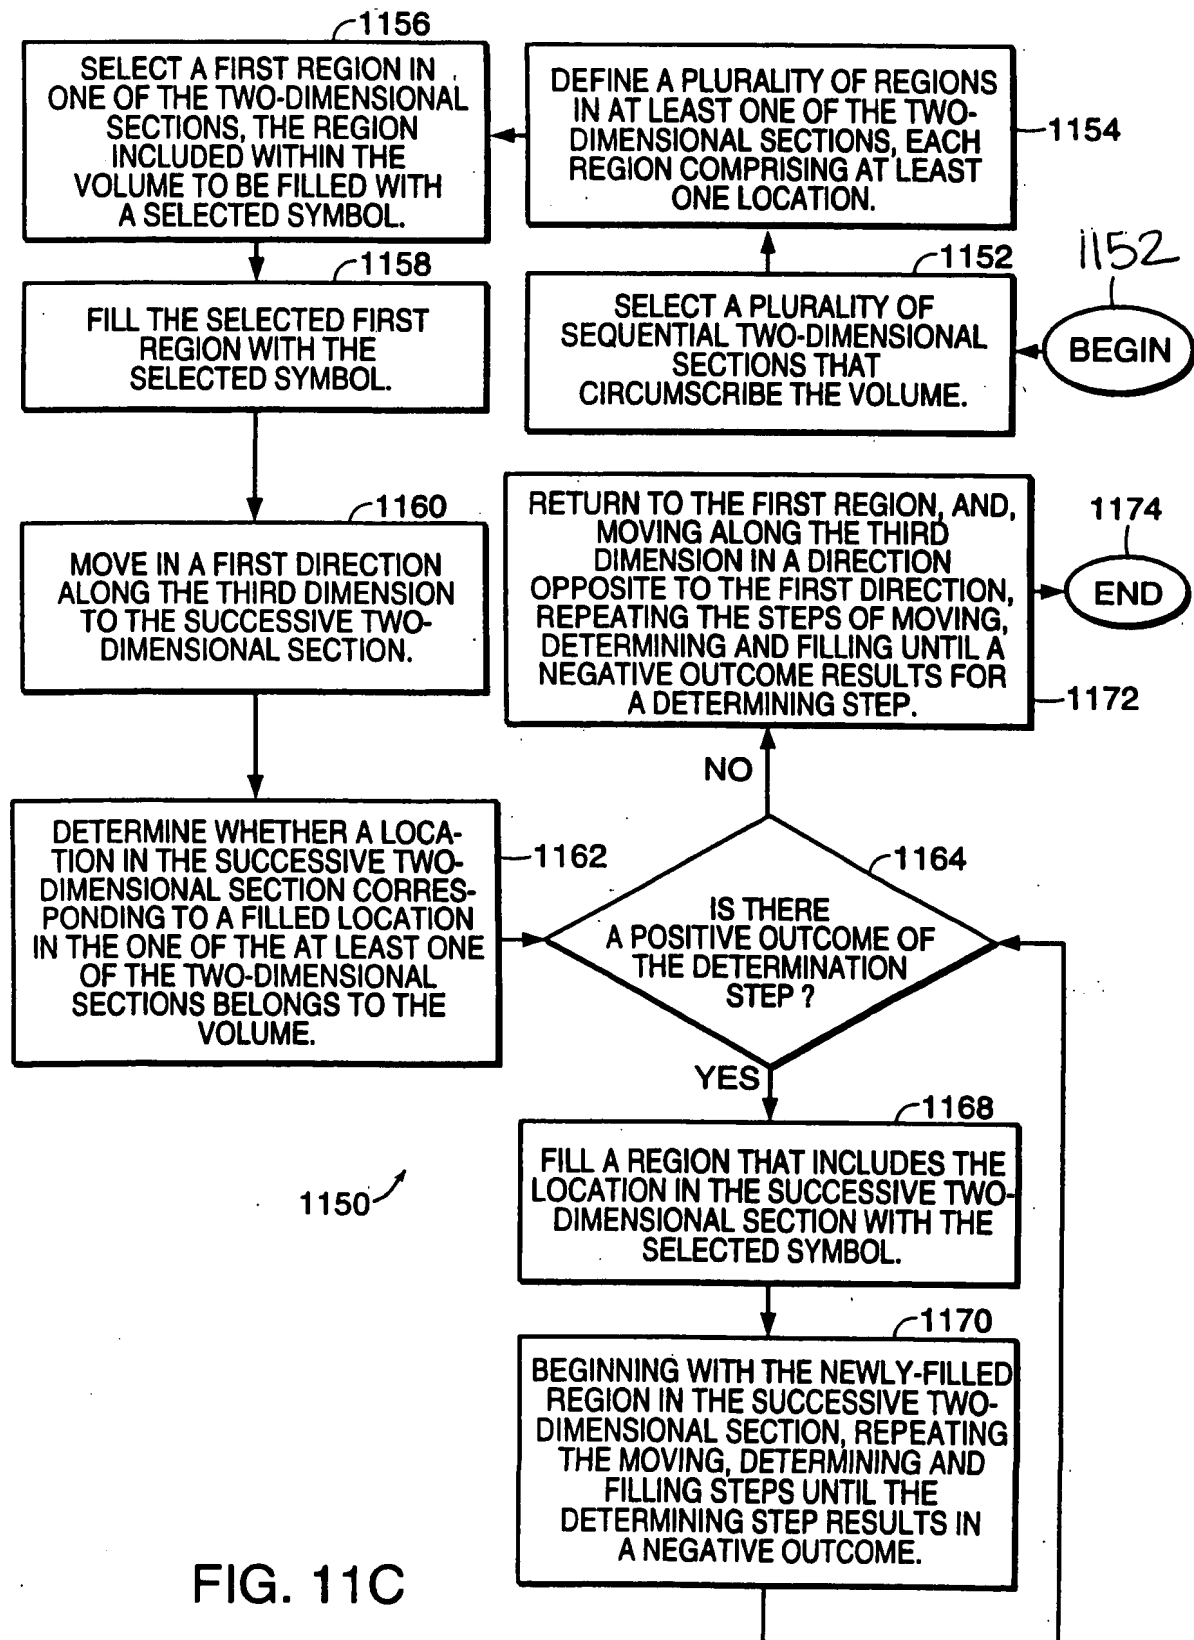 1156
SELECT A FIRST REGION IN
ONE OF THE TWO-DIMENSIONAL
SECTIONS, THE REGION
INCLUDED WITHIN THE
VOLUME TO BE FILLED WITH
A SELECTED SYMBOL.
DEFINE A PLURALITY OF REGIONS
IN AT LEAST ONE OF THE TWO-
DIMENSIONAL SECTIONS, EACH
REGION COMPRISING AT LEAST
ONE LOCATION.
1154
1158
FILL THE SELECTED FIRST
REGION WITH THE
SELECTED SYMBOL.
1152
SELECT A PLURALITY OF
SEQUENTIAL TWO-DIMENSIONAL
SECTIONS THAT
CIRCUMSCRIBE THE VOLUME.
1152
BEGIN
1160
MOVE IN A FIRST DIRECTION
ALONG THE THIRD DIMENSION
TO THE SUCCESSIVE TWO-
DIMENSIONAL SECTION.
RETURN TO THE FIRST REGION, AND,
MOVING ALONG THE THIRD
DIMENSION IN A DIRECTION
OPPOSITE TO THE FIRST DIRECTION,
REPEATING THE STEPS OF MOVING,
DETERMINING AND FILLING UNTIL A
NEGATIVE OUTCOME RESULTS FOR
A DETERMINING STEP.
1172
1174
END
NO
DETERMINE WHETHER A LOCA-
TION IN THE SUCCESSIVE TWO-
DIMENSIONAL SECTION CORRES-
PONDING TO A FILLED LOCATION
IN THE ONE OF THE AT LEAST ONE
OF THE TWO-DIMENSIONAL
SECTIONS BELONGS TO THE
VOLUME.
1162
1164
IS THERE
A POSITIVE OUTCOME OF
THE DETERMINATION
STEP ?
YES
1168
FILL A REGION THAT INCLUDES THE
LOCATION IN THE SUCCESSIVE TWO-
DIMENSIONAL SECTION WITH THE
SELECTED SYMBOL.
1150
1170
BEGINNING WITH THE NEWLY-FILLED
REGION IN THE SUCCESSIVE TWO-
DIMENSIONAL SECTION, REPEATING
THE MOVING, DETERMINING AND
FILLING STEPS UNTIL THE
DETERMINING STEP RESULTS IN
A NEGATIVE OUTCOME.
FIG. 11C